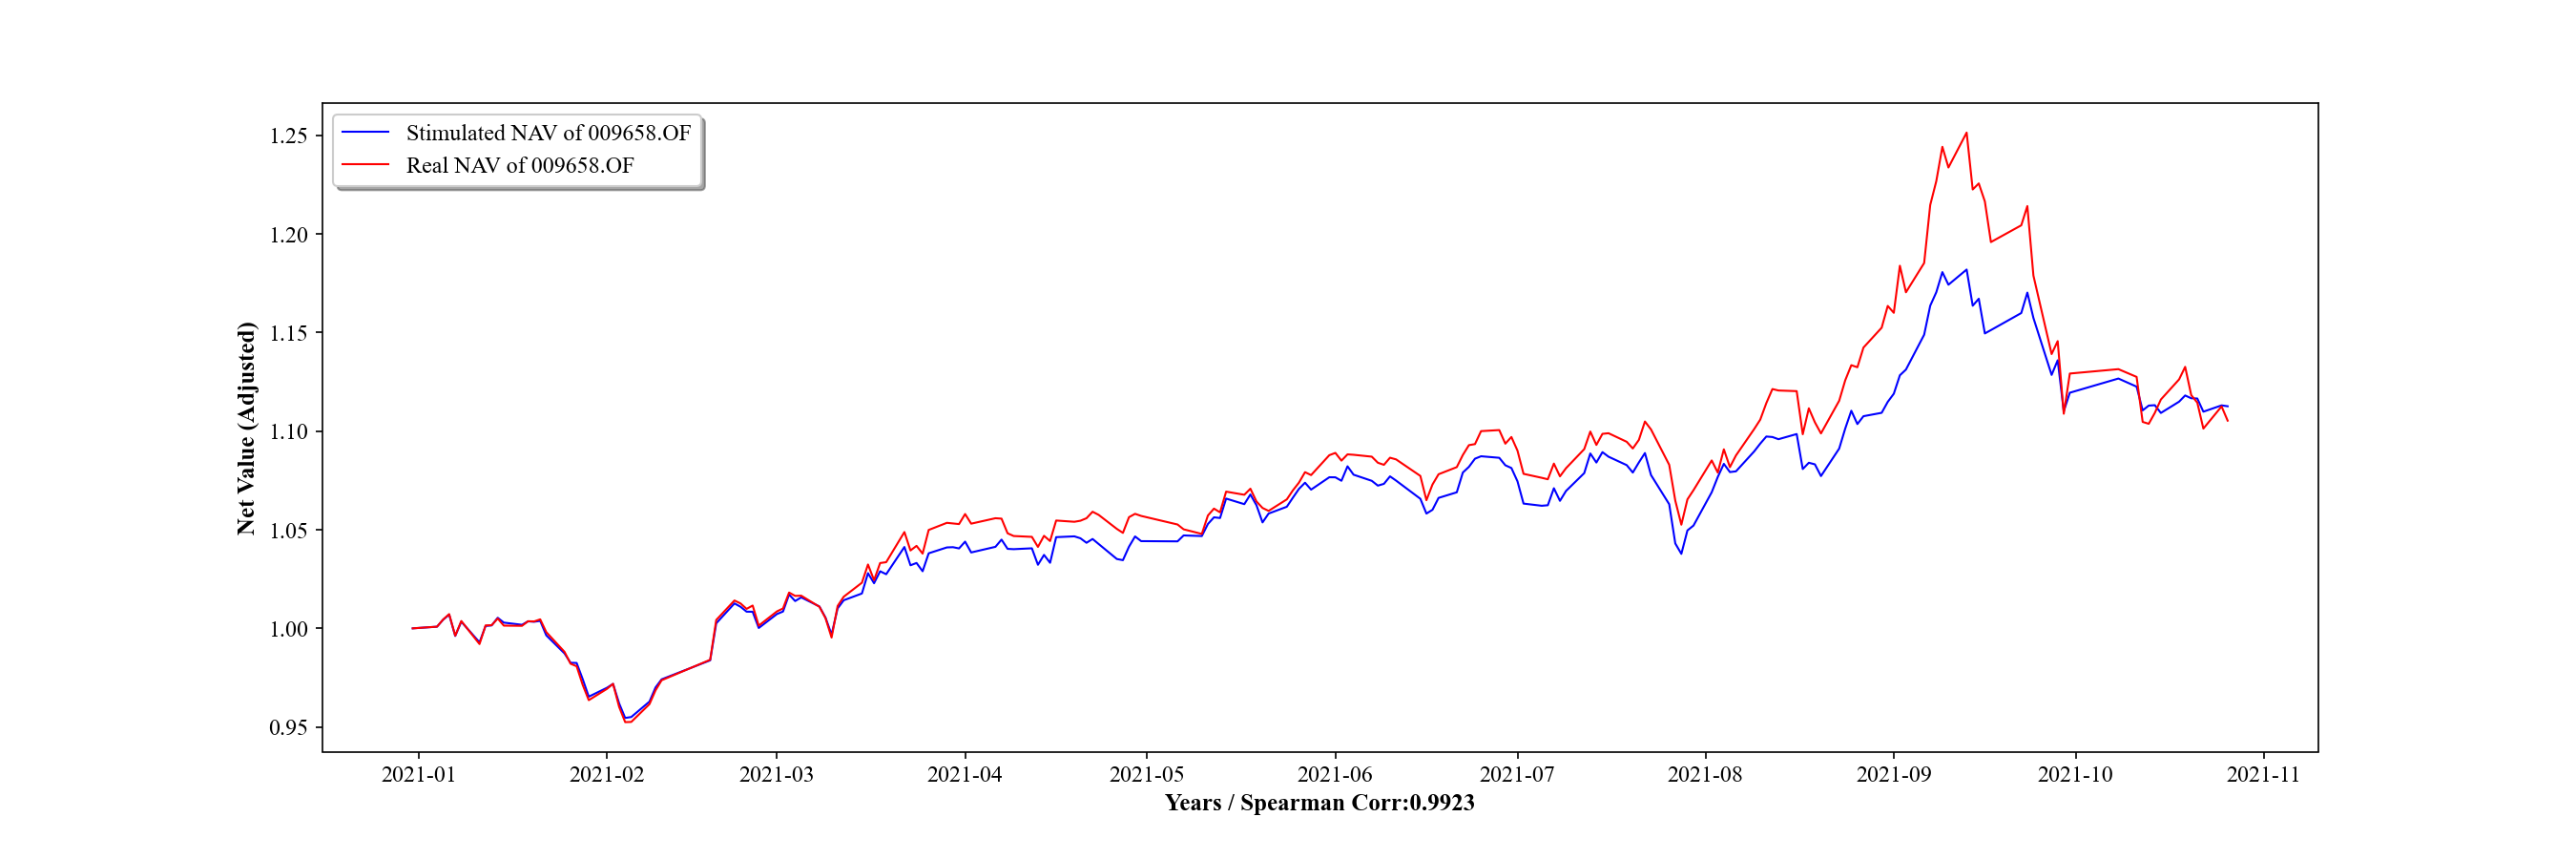 Stimulated NAV of 009658.OF
Real NAV of 009658.OF
Net Value (Adjusted)
1.25
1.20
1.15
1.10
1.05
1.00
0.95
2021-01 2021-02 2021-03 2021-04 2021-05 2021-06 2021-07 2021-08 2021-09 2021-10 2021-11
Years / Spearman Corr:0.9923